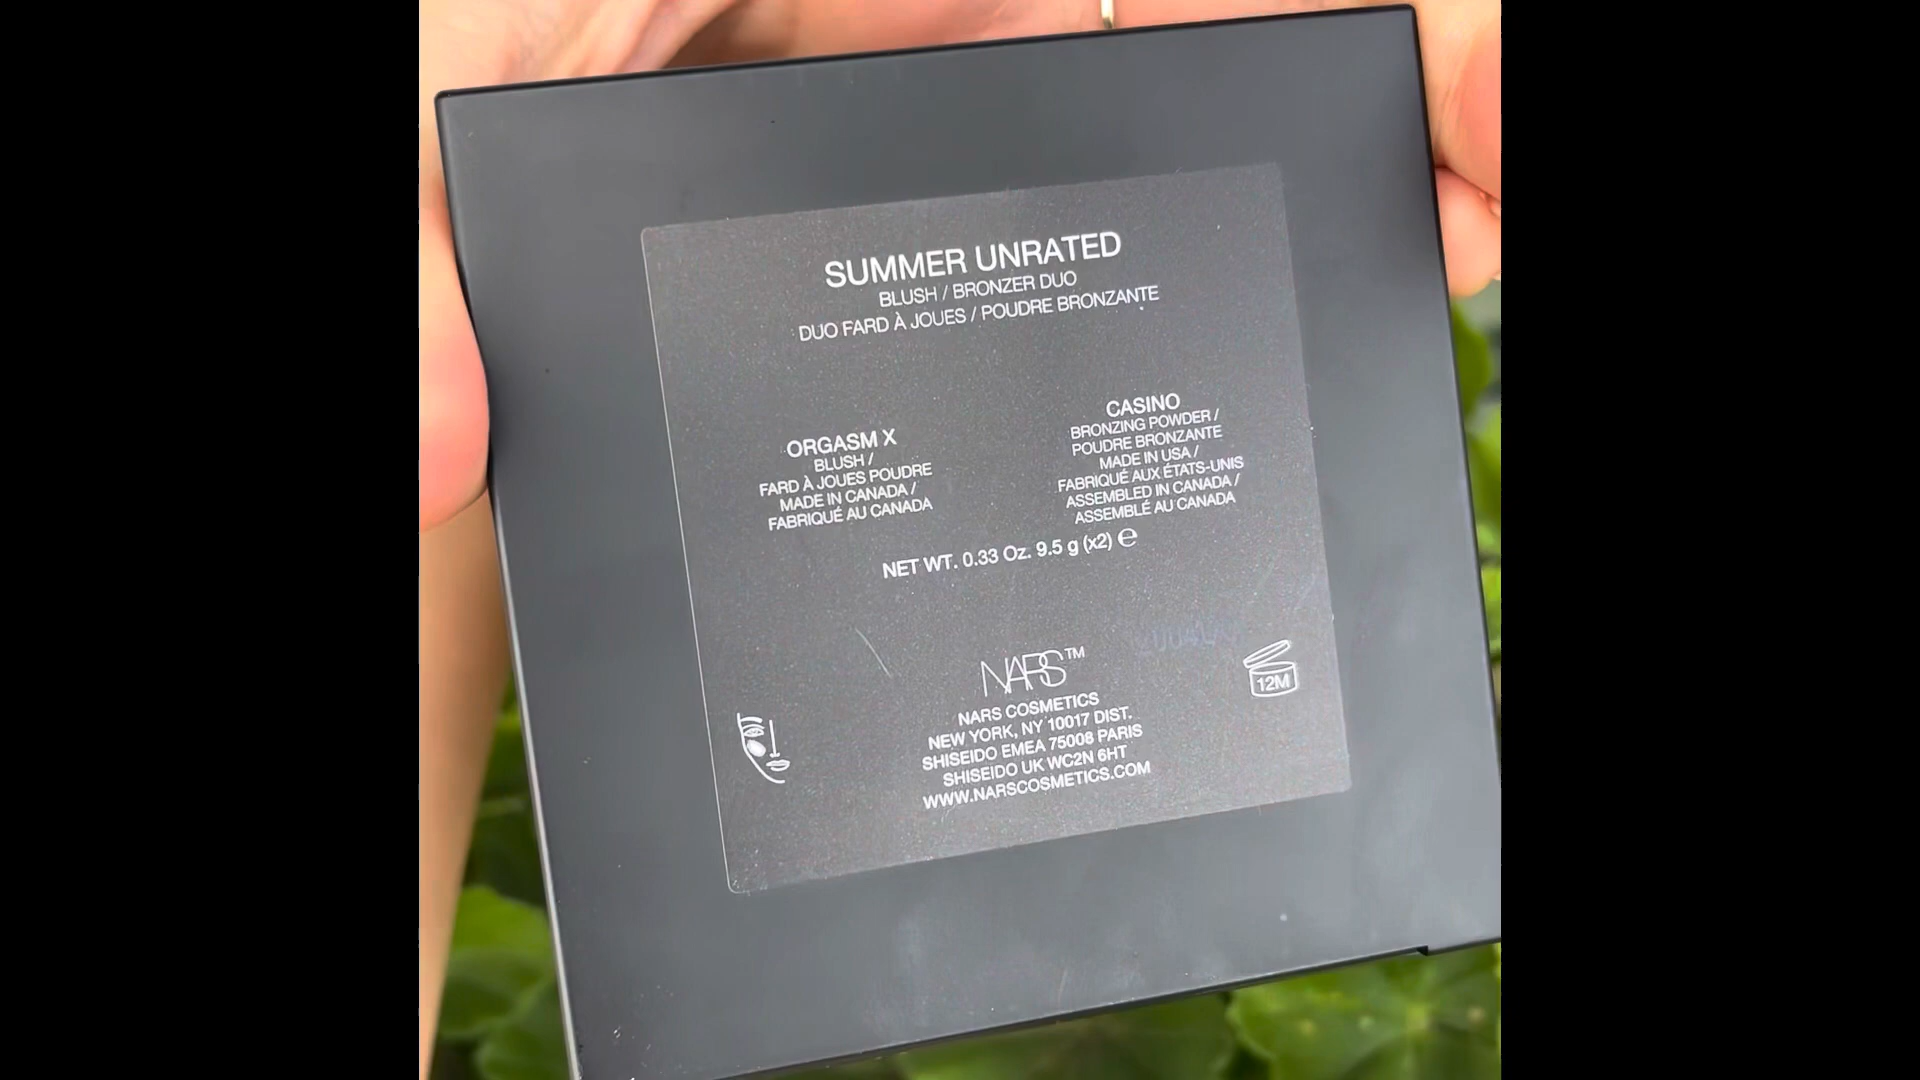 SUMMER UNRATED
BLUSH / BRONZER DUO
DUO FARD À JOUES / POUDRE BRONZANTE
ORGASM X
BLUSH /
FARD À JOUES POUDRE
MADE IN CANADA /
FABRIQUÉ AU CANADA
CASINO
BRONZING POWDER /
POUDRE BRONZANTE
MADE IN USA /
FABRIQUÉ AUX ÉTATS-UNIS
ASSEMBLED IN CANADA /
ASSEMBLÉ AU CANADA
NET WT. 0.33 Oz. 9.5 g (x2) ℮
NARS™
NARS COSMETICS
NEW YORK, NY 10017 DIST.
SHISEIDO EMEA 75008 PARIS
SHISEIDO UK WC2N 6HT
WWW.NARSCOSMETICS.COM
12M